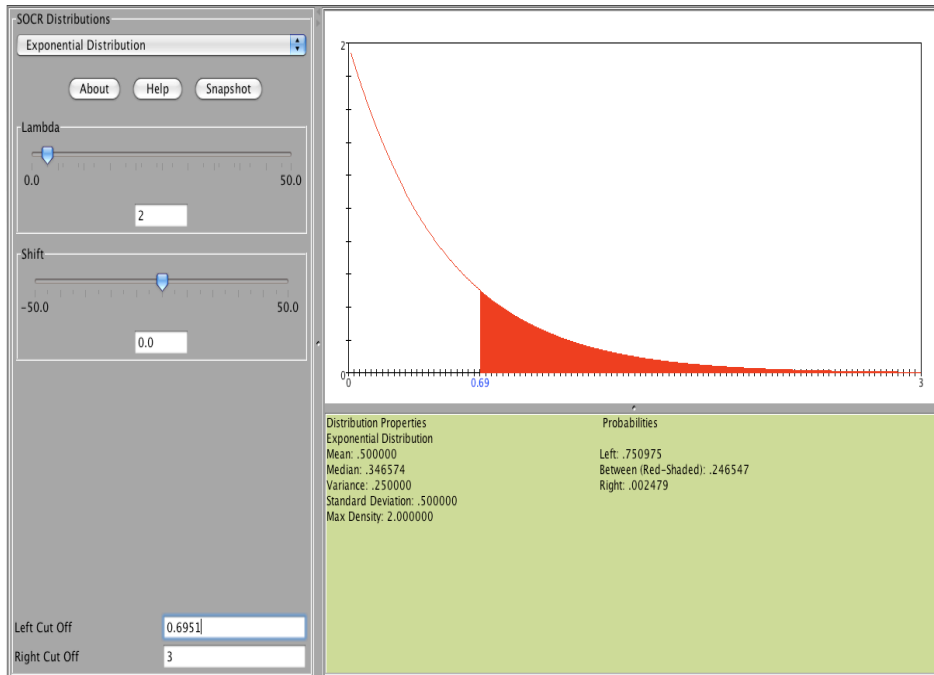 SOCR Distributions
Exponential Distribution
About Help Snapshot
Lambda
0.0 50.0
2
Shift
-50.0 50.0
0.0
Left Cut Off 0.6951
Right Cut Off 3
2
0
0 0.69 3
Distribution Properties Probabilities
Exponential Distribution
Mean: .500000 Left: .750975
Median: .346574 Between (Red-Shaded): .246547
Variance: .250000 Right: .002479
Standard Deviation: .500000
Max Density: 2.000000